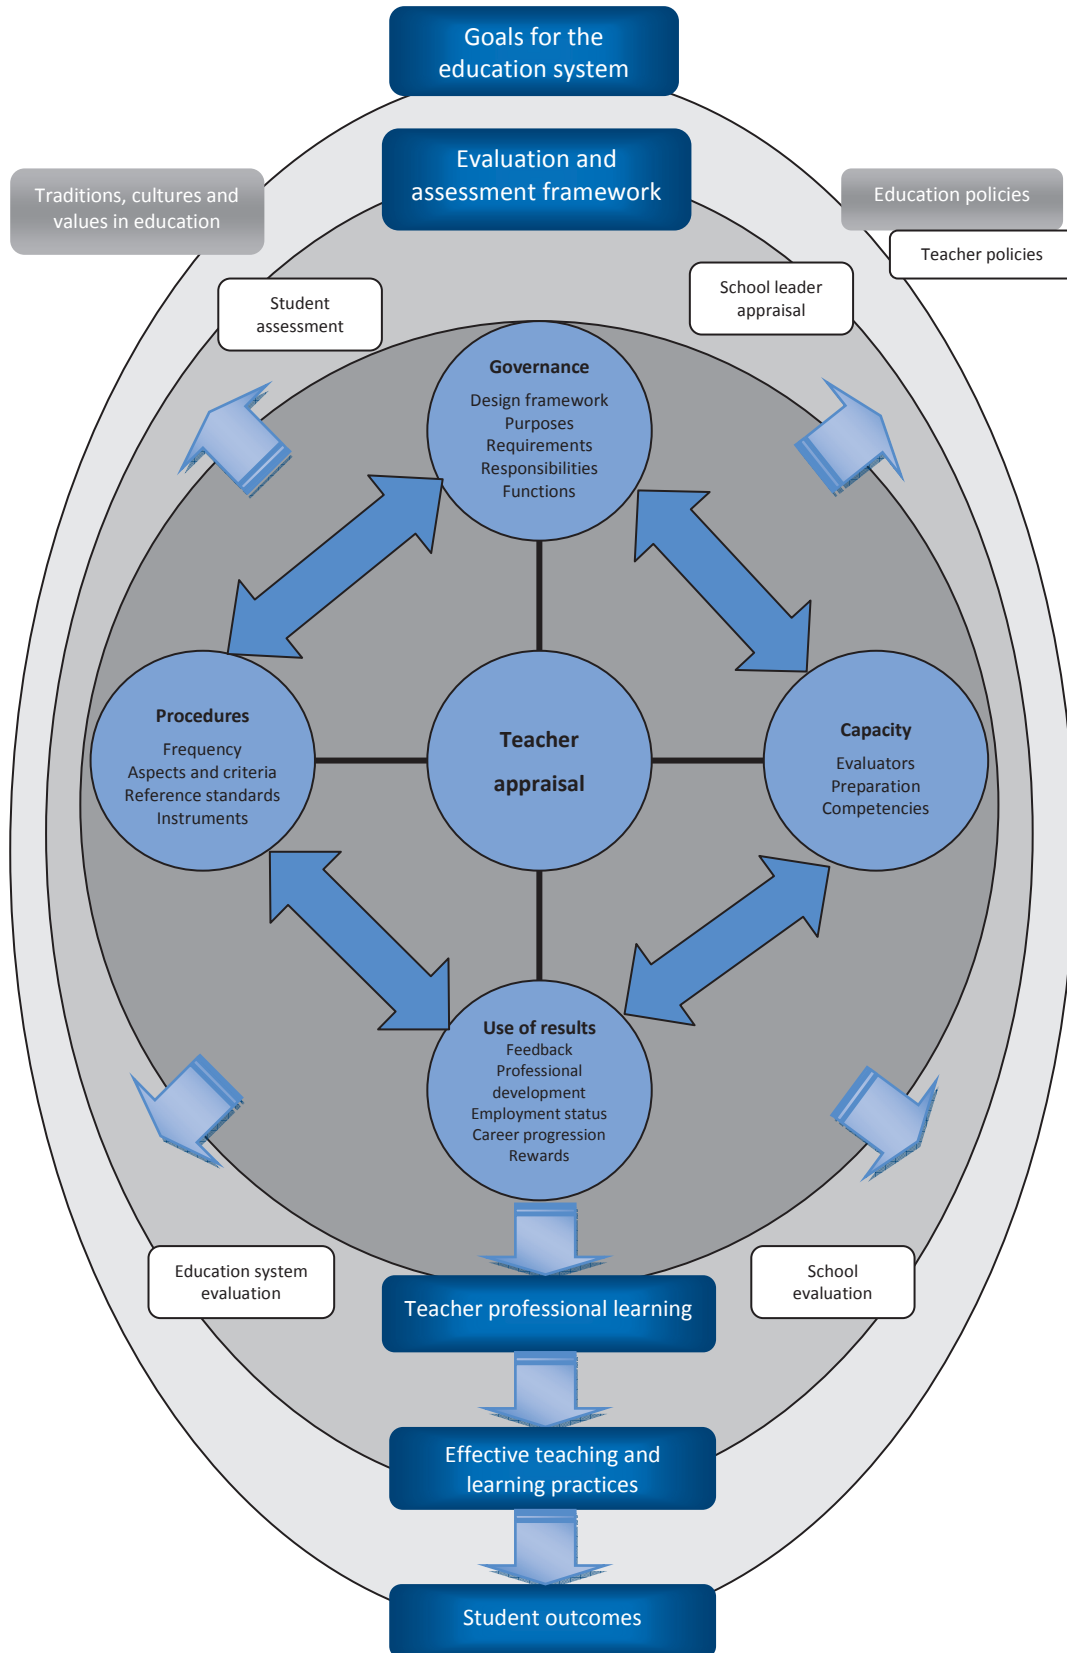 Goals for the
education system
Evaluation and
assessment framework
Traditions, cultures and
values in education
Education policies
Teacher policies
Student
assessment
School leader
appraisal
Governance
Design framework
Purposes
Requirements
Responsibilities
Functions
Procedures
Frequency
Aspects and criteria
Reference standards
Instruments
Teacher
appraisal
Capacity
Evaluators
Preparation
Competencies
Use of results
Feedback
Professional
development
Employment status
Career progression
Rewards
Education system
evaluation
School
evaluation
Teacher professional learning
Effective teaching and
learning practices
Student outcomes